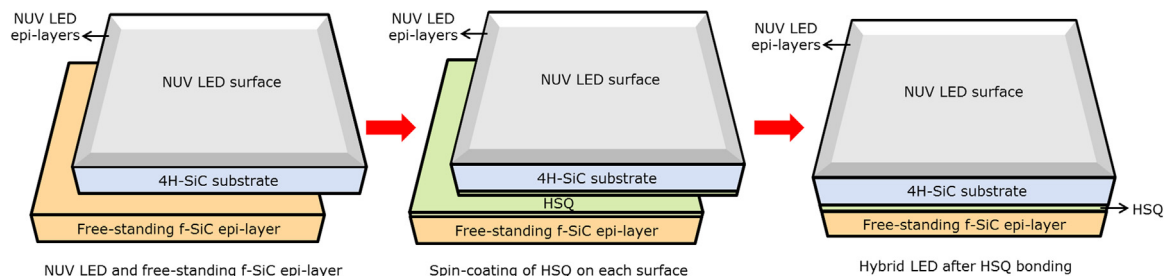 NUV LED
epi-layers
NUV LED surface
4H-SiC substrate
Free-standing f-SiC epi-layer
NUV LED and free-standing f-SiC epi-layer
NUV LED
epi-layers
NUV LED surface
4H-SiC substrate
HSQ
Free-standing f-SiC epi-layer
Spin-coating of HSQ on each surface
NUV LED
epi-layers
NUV LED surface
4H-SiC substrate
HSQ
Free-standing f-SiC epi-layer
Hybrid LED after HSQ bonding